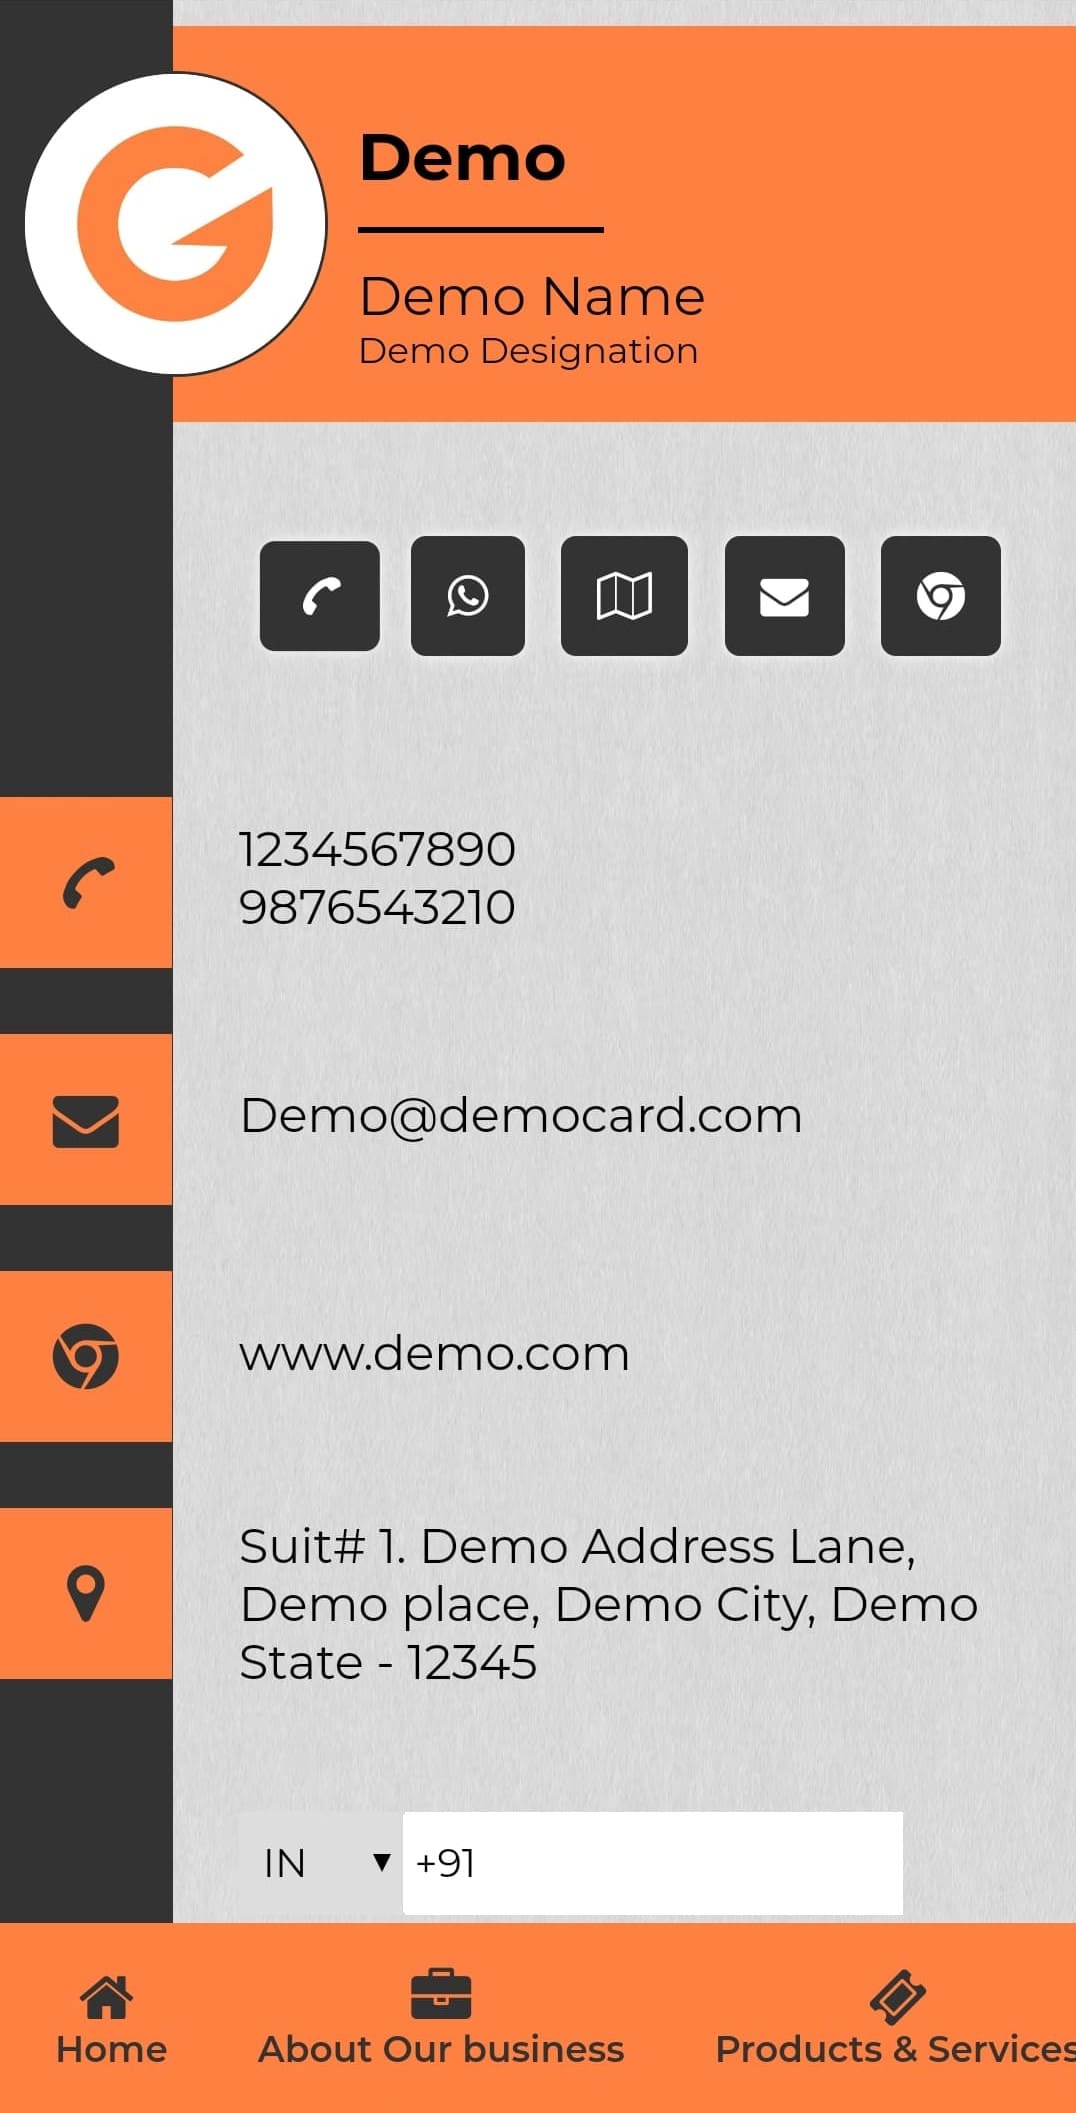 Demo
Demo Name
Demo Designation
1234567890
9876543210
Demo@democard.com
www.demo.com
Suit# 1. Demo Address Lane,
Demo place, Demo City, Demo
State - 12345
IN ▼ +91
Home
About Our business
Products & Services